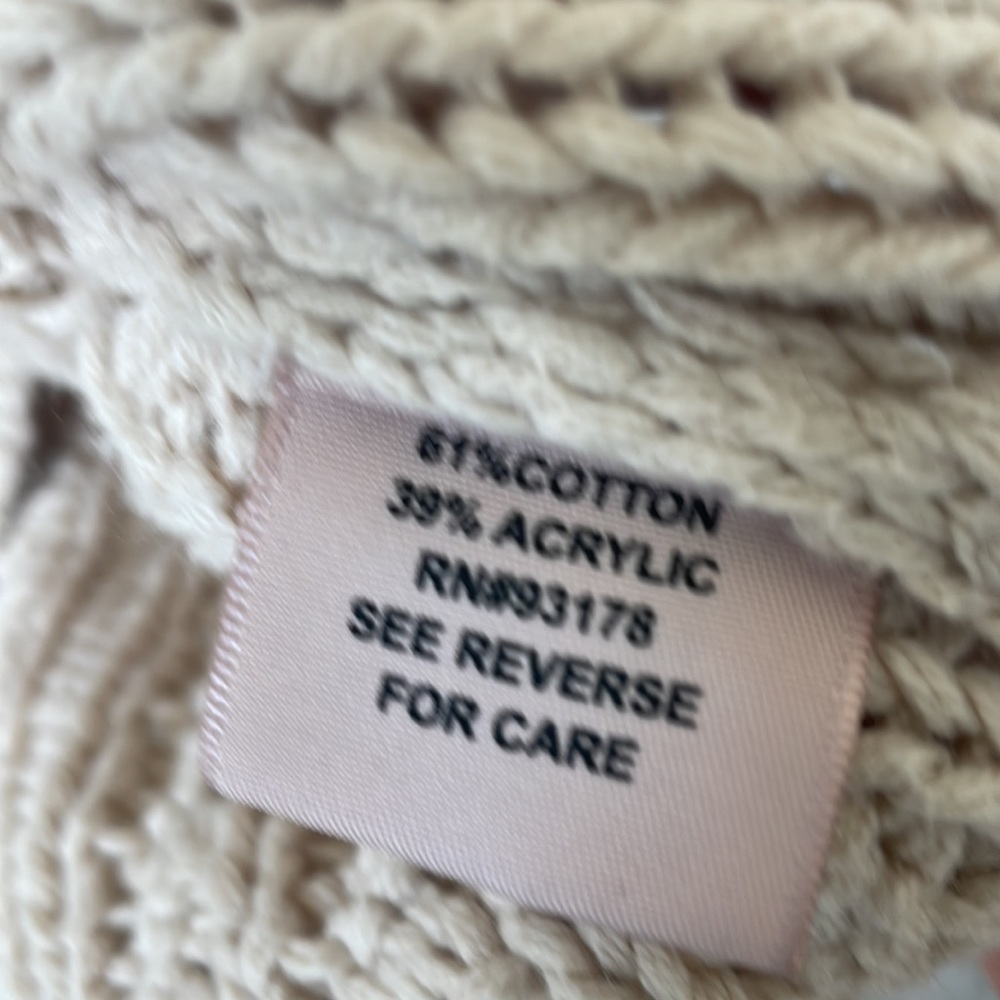 61%COTTON
39% ACRYLIC
RN#93178
SEE REVERSE
FOR CARE